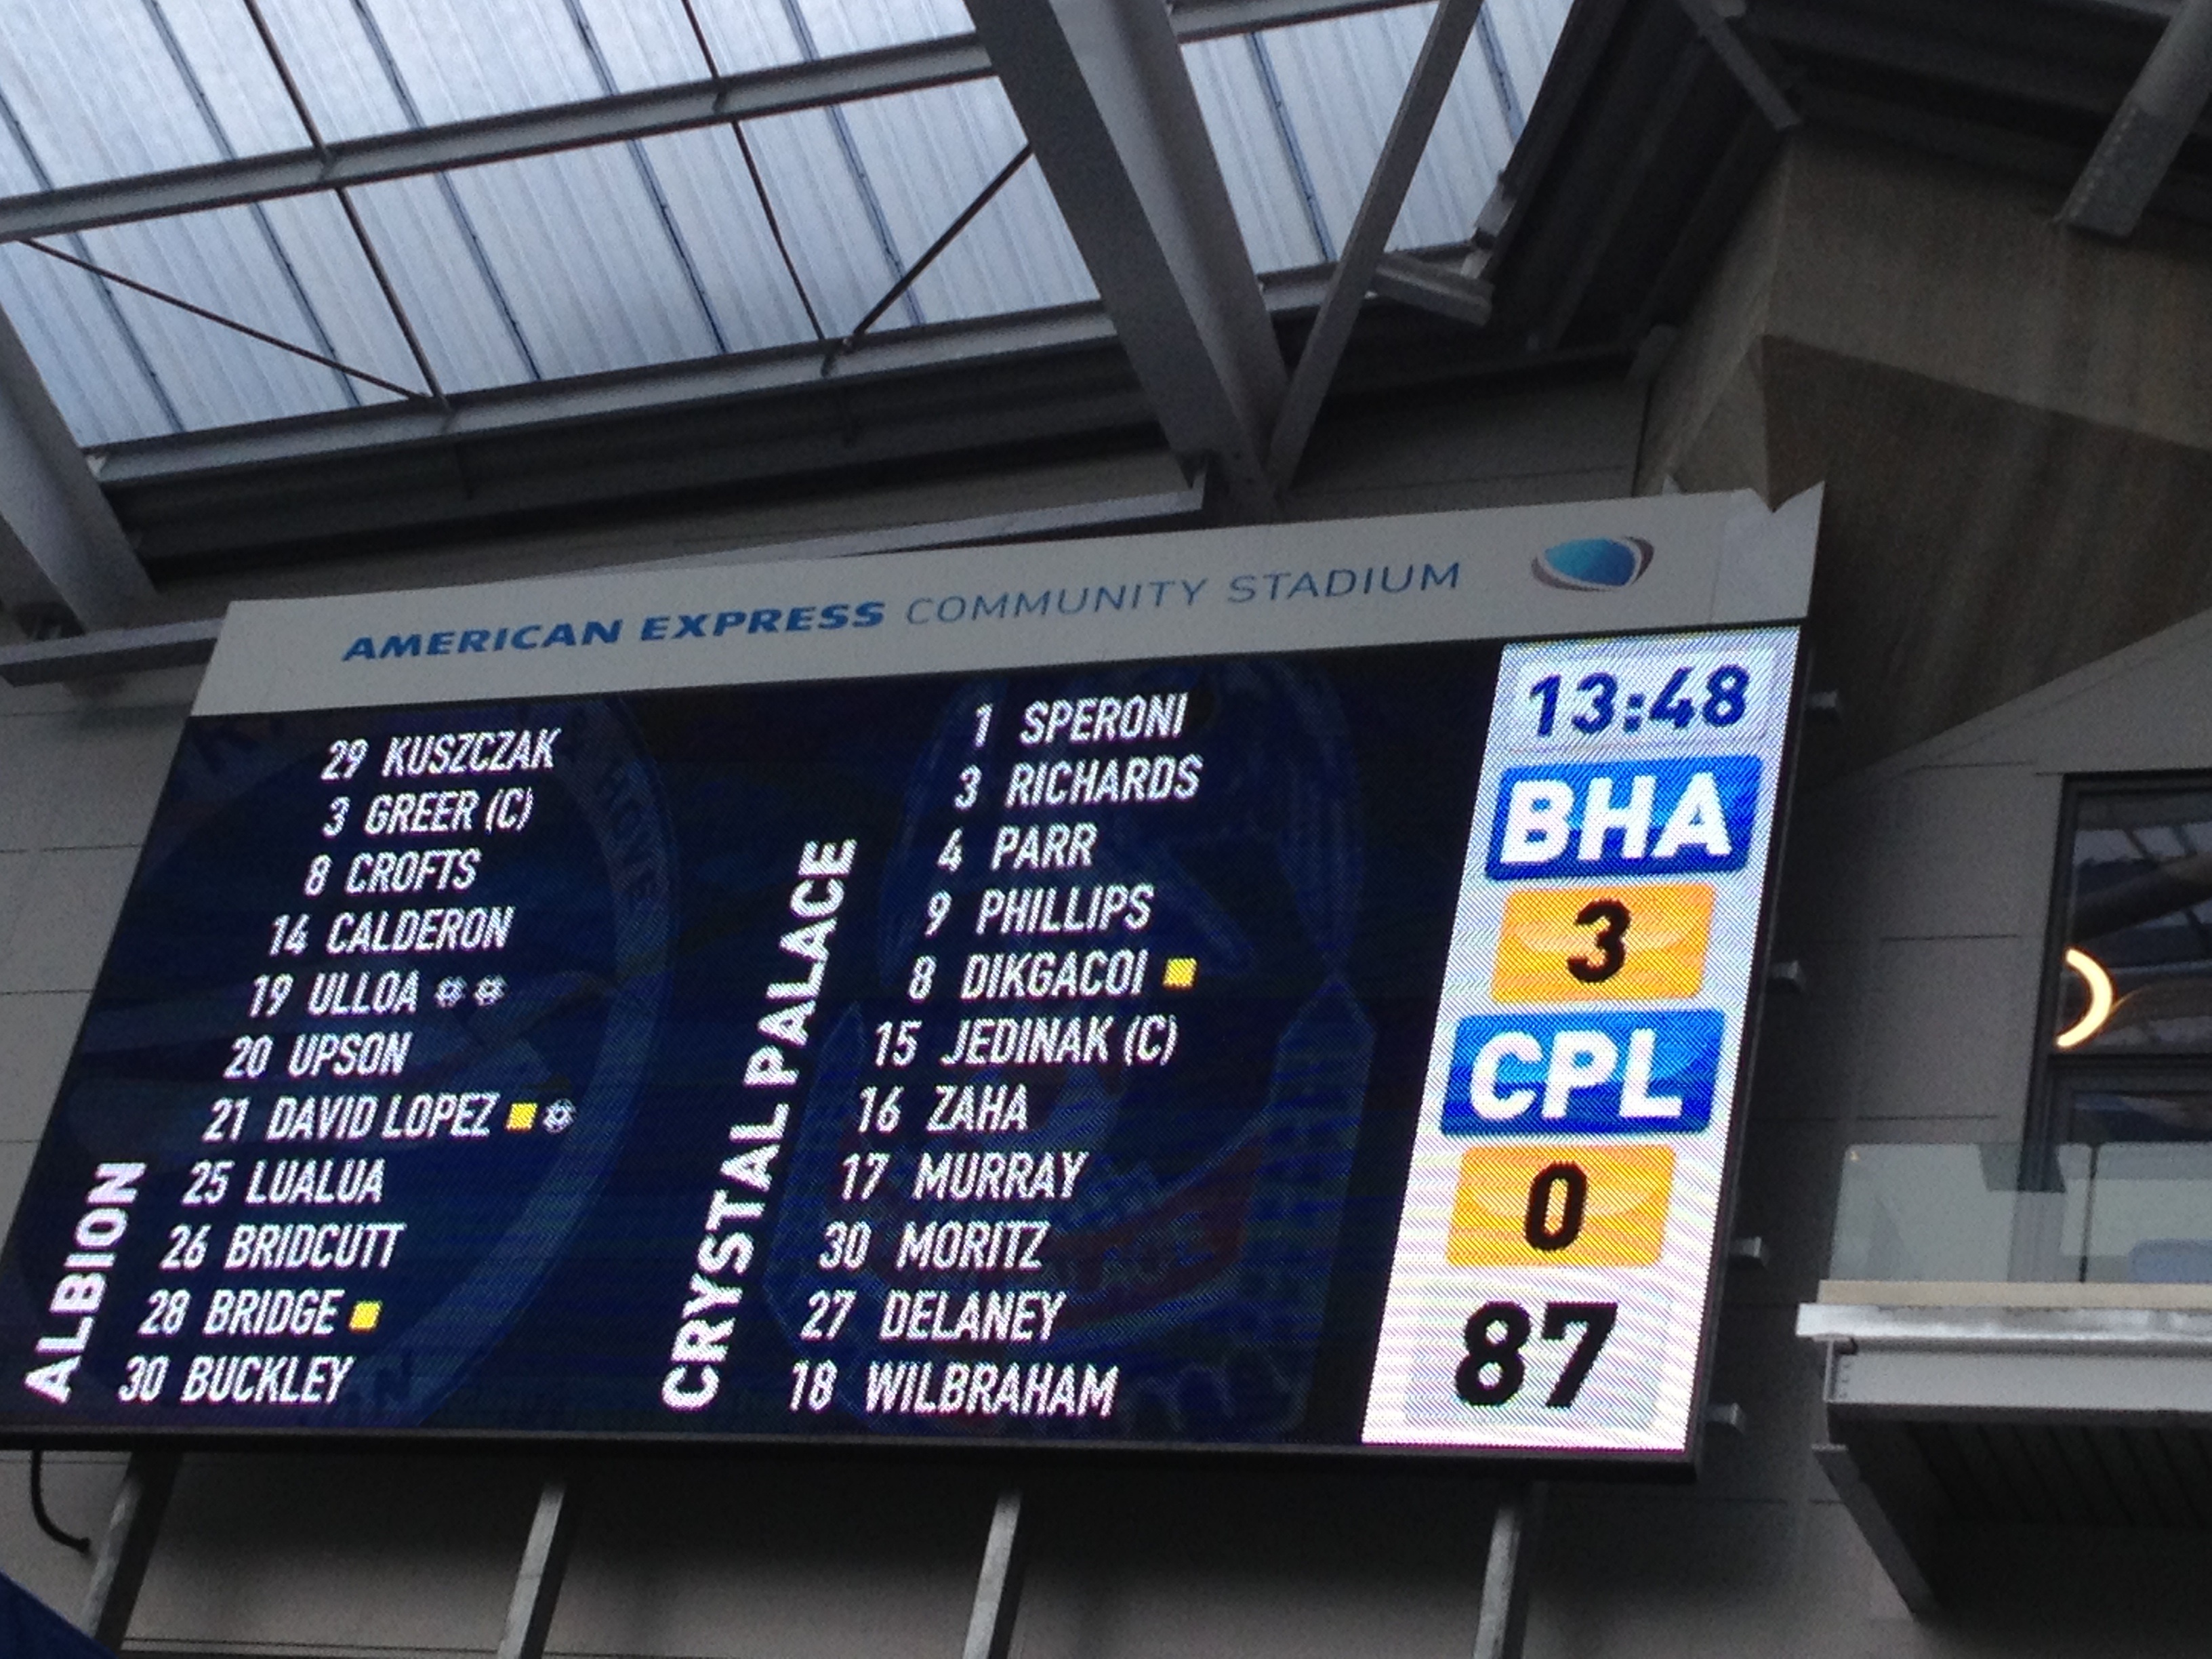 AMERICAN EXPRESS COMMUNITY STADIUM
ALBION
29 KUSZCZAK
3 GREER (C)
8 CROFTS
14 CALDERON
19 ULLOA
20 UPSON
21 DAVID LOPEZ
25 LUALUA
26 BRIDCUTT
28 BRIDGE
30 BUCKLEY
CRYSTAL PALACE
1 SPERONI
3 RICHARDS
4 PARR
9 PHILLIPS
8 DIKGACOI
15 JEDINAK (C)
16 ZAHA
17 MURRAY
30 MORITZ
27 DELANEY
18 WILBRAHAM
13:48
BHA
3
CPL
0
87